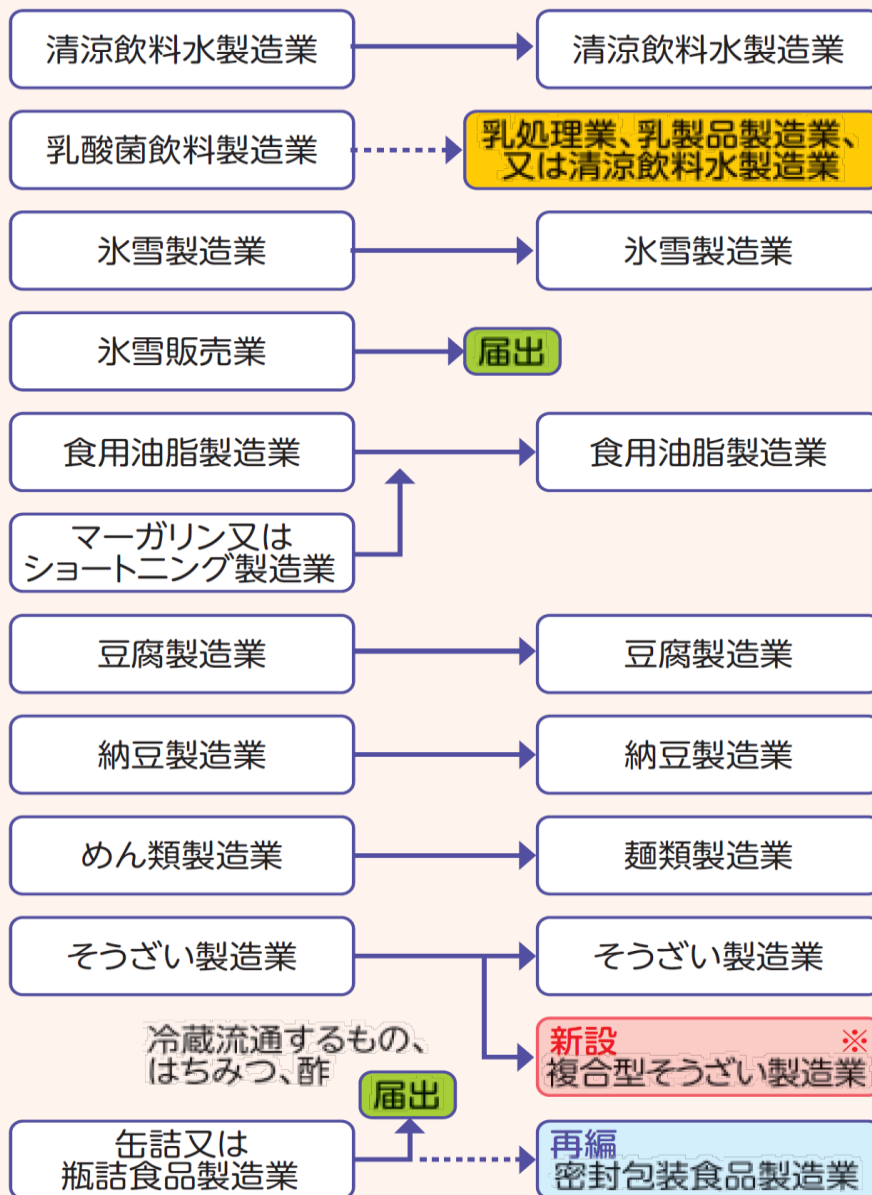 清涼飲料水製造業
清涼飲料水製造業
乳酸菌飲料製造業
乳処理業、乳製品製造業、
又は清涼飲料水製造業
氷雪製造業
氷雪製造業
氷雪販売業
届出
食用油脂製造業
食用油脂製造業
マーガリン又は
ショートニング製造業
豆腐製造業
豆腐製造業
納豆製造業
納豆製造業
めん類製造業
麺類製造業
そうざい製造業
そうざい製造業
新設 ※
複合型そうざい製造業
冷蔵流通するもの、
はちみつ、酢
届出
缶詰又は
瓶詰食品製造業
再編
密封包装食品製造業